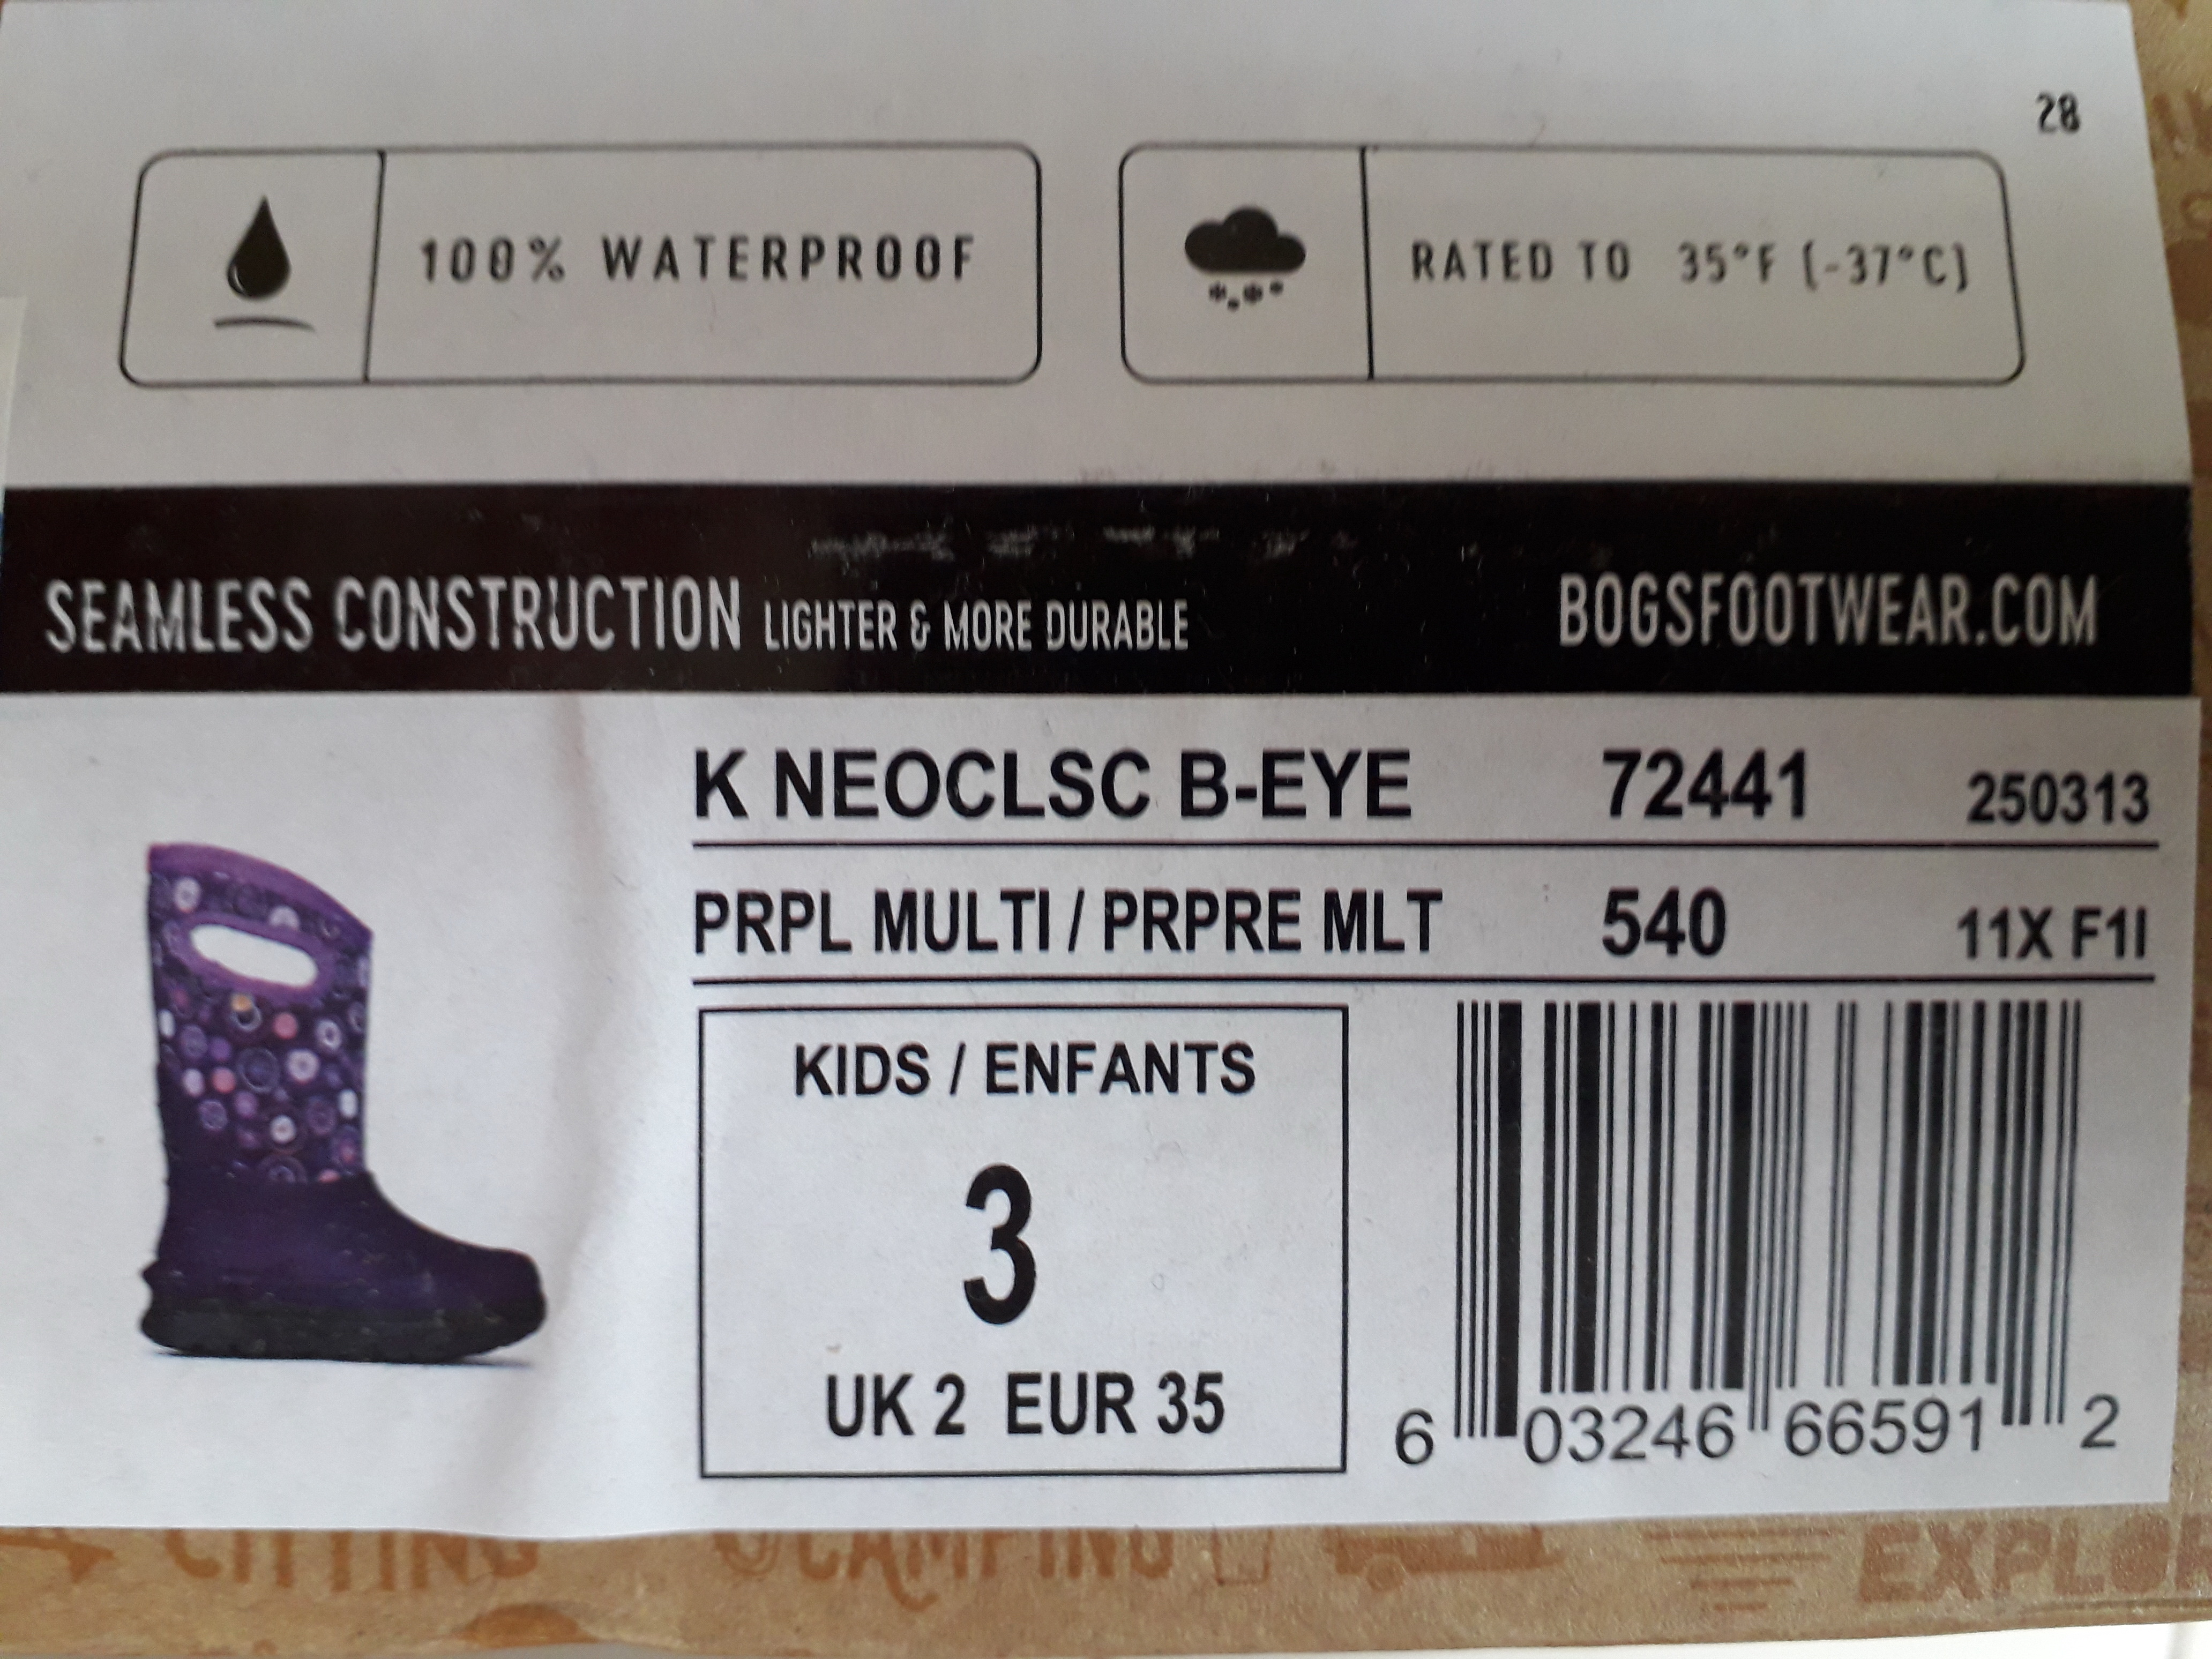 28
100% WATERPROOF
RATED TO 35°F (-37°C)
SEAMLESS CONSTRUCTION LIGHTER & MORE DURABLE
BOGSFOOTWEAR.COM
K NEOCLSC B-EYE 72441 250313
PRPL MULTI / PRPRE MLT 540 11X F1I
KIDS / ENFANTS
3
UK 2 EUR 35
6 03246 66591 2
CAMPING